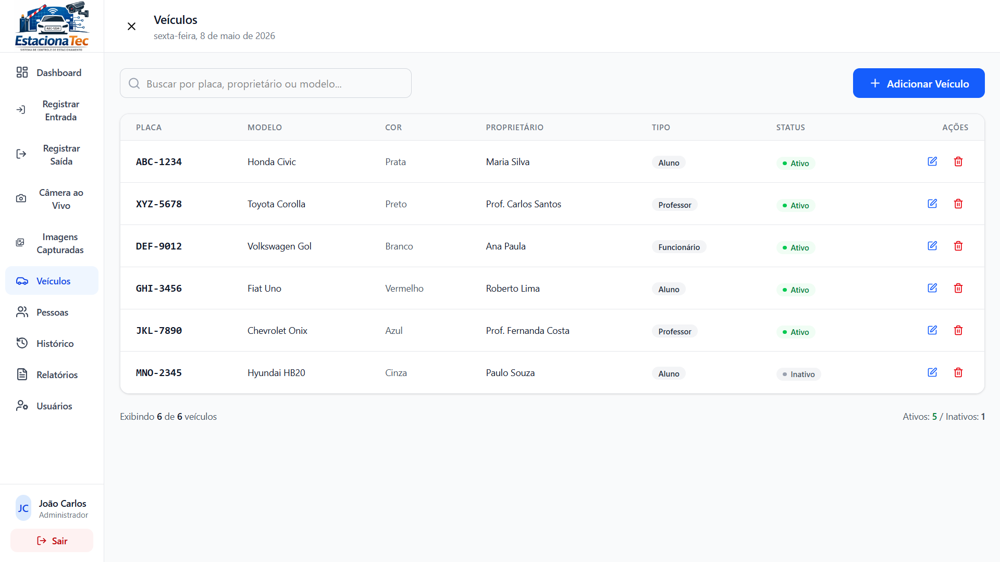 ABC-1234
EstacionaTec
SISTEMA DE CONTROLE DE ESTACIONAMENTO
Veículos
sexta-feira, 8 de maio de 2026
Dashboard
Registrar
Entrada
Registrar
Saída
Câmera ao
Vivo
Imagens
Capturadas
Veículos
Pessoas
Histórico
Relatórios
Usuários
JC
João Carlos
Administrador
Sair
Buscar por placa, proprietário ou modelo...
Adicionar Veículo
PLACA MODELO COR PROPRIETÁRIO TIPO STATUS AÇÕES
ABC-1234 Honda Civic Prata Maria Silva Aluno Ativo
XYZ-5678 Toyota Corolla Preto Prof. Carlos Santos Professor Ativo
DEF-9012 Volkswagen Gol Branco Ana Paula Funcionário Ativo
GHI-3456 Fiat Uno Vermelho Roberto Lima Aluno Ativo
JKL-7890 Chevrolet Onix Azul Prof. Fernanda Costa Professor Ativo
MNO-2345 Hyundai HB20 Cinza Paulo Souza Aluno Inativo
Exibindo 6 de 6 veículos
Ativos: 5 / Inativos: 1